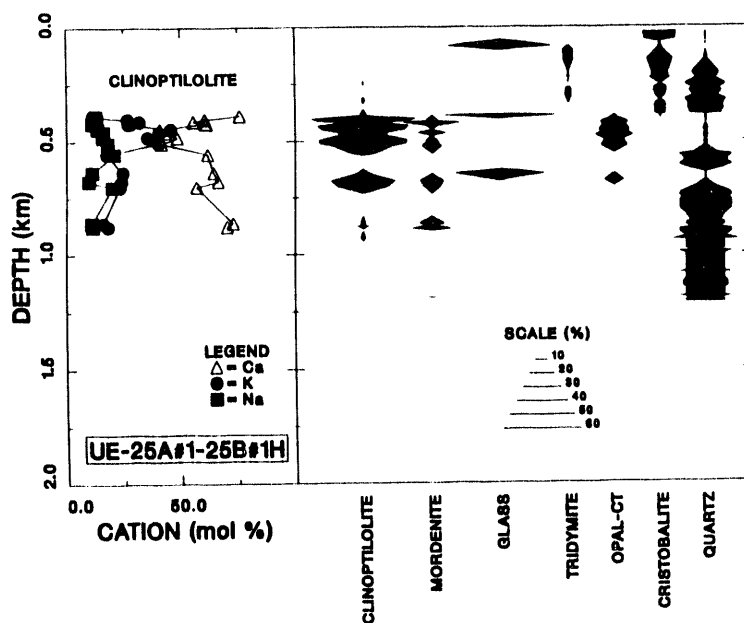 0.0
0.5
1.0
1.5
2.0
DEPTH (km)
CLINOPTILOLITE
LEGEND
△ = Ca
● = K
■ = Na
UE-25A#1-25B#1H
0.0
50.0
CATION (mol %)
SCALE (%)
10
20
30
40
50
60
CLINOPTILOLITE
MORDENITE
GLASS
TRIDYMITE
OPAL-CT
CRISTOBALITE
QUARTZ